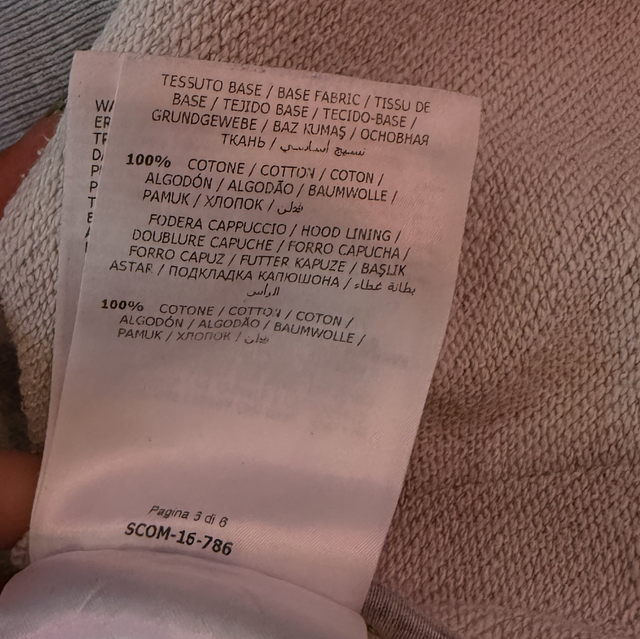 TESSUTO BASE / BASE FABRIC / TISSU DE
BASE / TEJIDO BASE / TECIDO-BASE /
GRUNDGEWEBE / BAZ KUMAŞ / ОСНОВНАЯ
ТКАНЬ / نسيج أساسي
100% COTONE / COTTON / COTON /
ALGODÓN / ALGODÃO / BAUMWOLLE /
PAMUK / ХЛОПОК / قطن
FODERA CAPPUCCIO / HOOD LINING /
DOUBLURE CAPUCHE / FORRO CAPUCHA /
FORRO CAPUZ / FUTTER KAPUZE / BAŞLIK
ASTAR / ПОДКЛАДКА КАПЮШОНА / بطانة غطاء
الرأس
100% COTONE / COTTON / COTON /
ALGODÓN / ALGODÃO / BAUMWOLLE /
PAMUK / ХЛОПОК / قطن
Pagina 3 di 6
SCOM-16-786